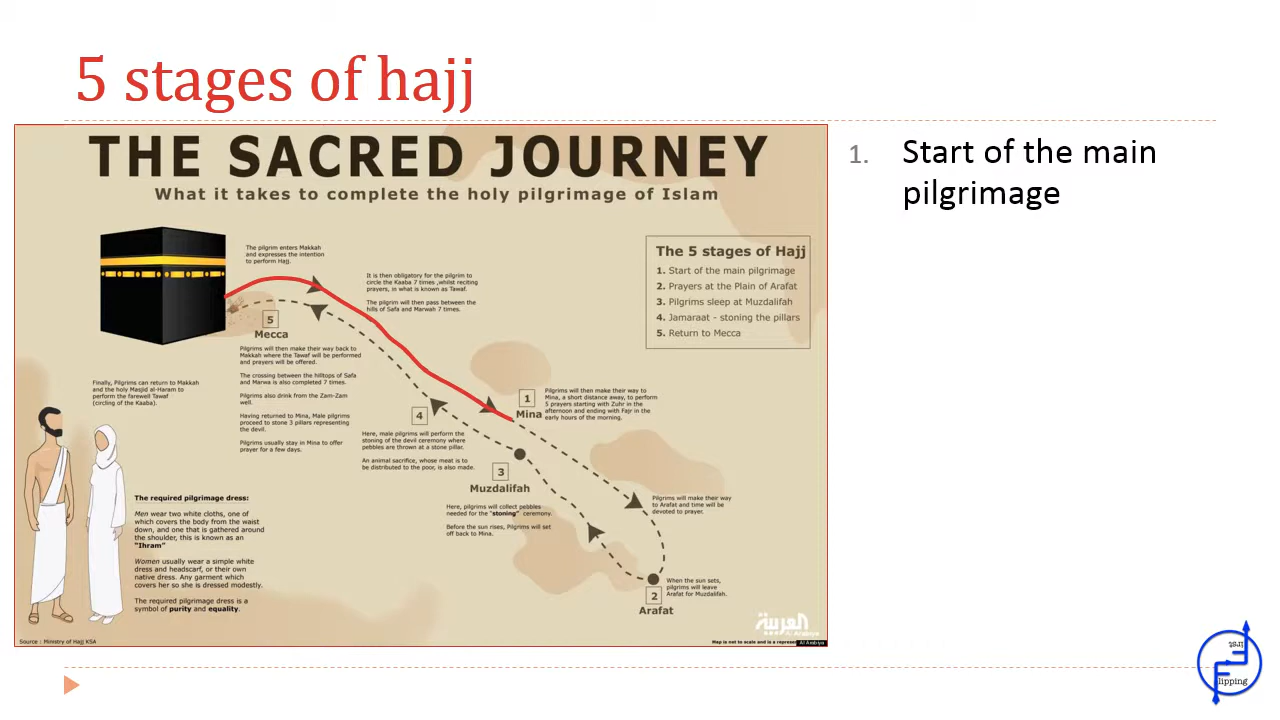 5 stages of hajj
THE SACRED JOURNEY
What it takes to complete the holy pilgrimage of Islam
The pilgrim enters Makkah
and expresses the intention
to perform Hajj.
It is then obligatory for the pilgrim to
circle the Kaaba 7 times ,whilst reciting
prayers, in what is known as Tawaf.
The pilgrim will then pass between the
hills of Safa and Marwah 7 times.
The 5 stages of Hajj
1. Start of the main pilgrimage
2. Prayers at the Plain of Arafat
3. Pilgrims sleep at Muzdalifah
4. Jamaraat - stoning the pillars
5. Return to Mecca
5
Mecca
Pilgrims will then make their way back to
Makkah where the Tawaf will be performed
and prayers will be offered.
The crossing between the hilltops of Safa
and Marwa is also completed 7 times.
Pilgrims also drink from the Zam-Zam
well.
Having returned to Mina, Male pilgrims
proceed to stone 3 pillars representing
the devil.
Pilgrims usually stay in Mina to offer
prayer for a few days.
Finally, Pilgrims can return to Makkah
and the holy Masjid al-Haram to
perform the farewell Tawaf
(circling of the Kaaba).
1
Mina
Pilgrims will then make their way to
Mina, a short distance away, to perform
5 prayers starting with Zuhr in the
afternoon and ending with Fajr in the
early hours of the morning.
4
Here, male pilgrims will perform the
stoning of the devil ceremony where
pebbles are thrown at a stone pillar.
An animal sacrifice, whose meat is to
be distributed to the poor, is also made.
3
Muzdalifah
Here, pilgrims will collect pebbles
needed for the "stoning" ceremony.
Before the sun rises, Pilgrims will set
off back to Mina.
Pilgrims will make their way
to Arafat and time will be
devoted to prayer.
When the sun sets,
pilgrims will leave
Arafat for Muzdalifah.
2
Arafat
The required pilgrimage dress:
Men wear two white cloths, one of
which covers the body from the waist
down, and one that is gathered around
the shoulder, this is known as an
"Ihram"
Women usually wear a simple white
dress and headscarf, or their own
native dress. Any garment which
covers her so she is dressed modestly.
The required pilgrimage dress is a
symbol of purity and equality.
Source : Ministry of Hajj KSA
العربية
Al Arabiya
Map is not to scale and is a represen
Al Arabiya
1. Start of the main
pilgrimage
Flipping
First